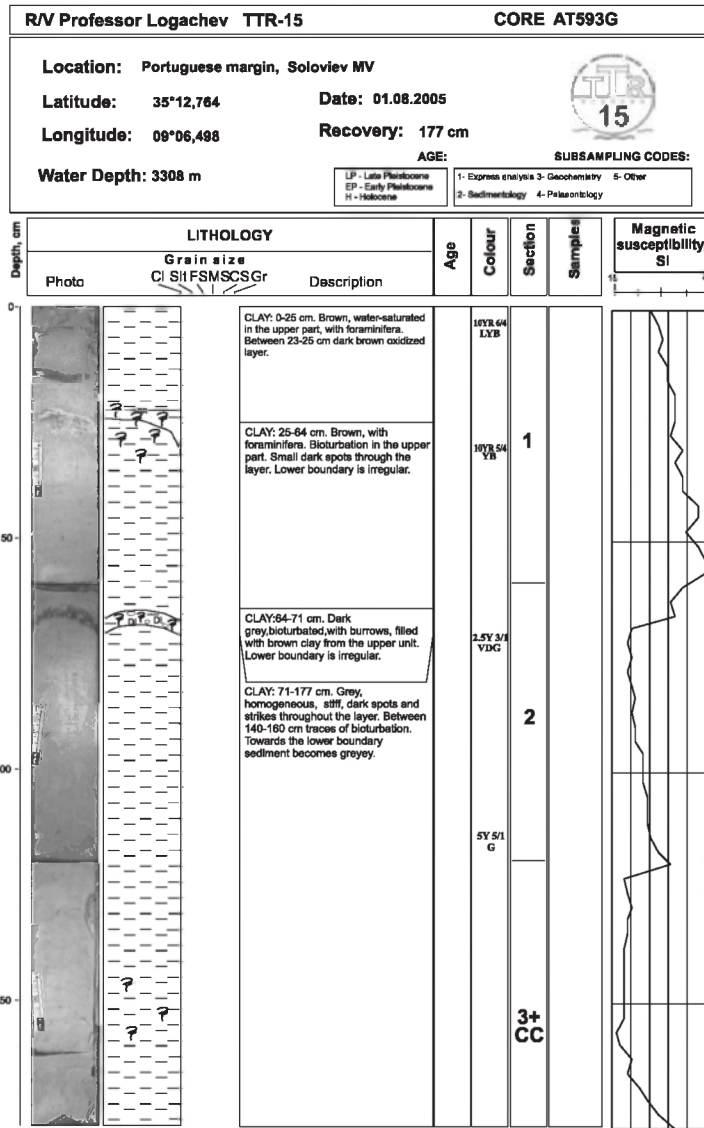 R/V Professor Logachev TTR-15 CORE AT593G
Location: Portuguese margin, Soloviev MV
Latitude: 35°12,764 Date: 01.08.2005
Longitude: 09°06,498 Recovery: 177 cm
Water Depth: 3308 m
TTR
15
AGE:
LP - Late Pleistocene
EP - Early Pleistocene
H - Holocene
SUBSAMPLING CODES:
1- Express analysis 3- Geochemistry 5- Other
2- Sedimentology 4- Palaeontology
Depth, cm
LITHOLOGY
Photo
Grain size
Cl Slt FS MS CS Gr
Description
Age
Colour
Section
Samples
Magnetic
susceptibility
SI
15
0
CLAY: 0-25 cm. Brown, water-saturated
in the upper part, with foraminifera.
Between 23-25 cm dark brown oxidized
layer.
10YR 6/4
LYB
CLAY: 25-64 cm. Brown, with
foraminifera. Bioturbation in the upper
part. Small dark spots through the
layer. Lower boundary is irregular.
10YR 5/4
YB
1
50
CLAY:64-71 cm. Dark
grey,bioturbated,with burrows, filled
with brown clay from the upper unit.
Lower boundary is irregular.
2.5Y 3/1
VDG
CLAY: 71-177 cm. Grey,
homogeneous, stiff, dark spots and
strikes throughout the layer. Between
140-160 cm traces of bioturbation.
Towards the lower boundary
sediment becomes greyey.
2
00
5Y 5/1
G
50
3+
CC